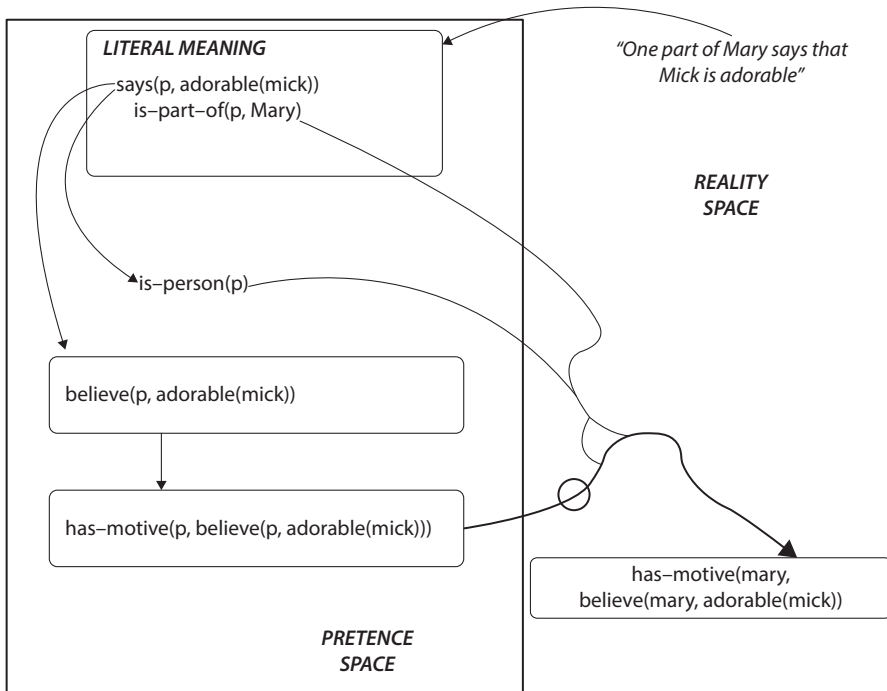 LITERAL MEANING
says(p, adorable(mick))
is–part–of(p, Mary)
“One part of Mary says that
Mick is adorable”
REALITY
SPACE
is–person(p)
believe(p, adorable(mick))
has–motive(p, believe(p, adorable(mick)))
has–motive(mary,
believe(mary, adorable(mick))
PRETENCE
SPACE